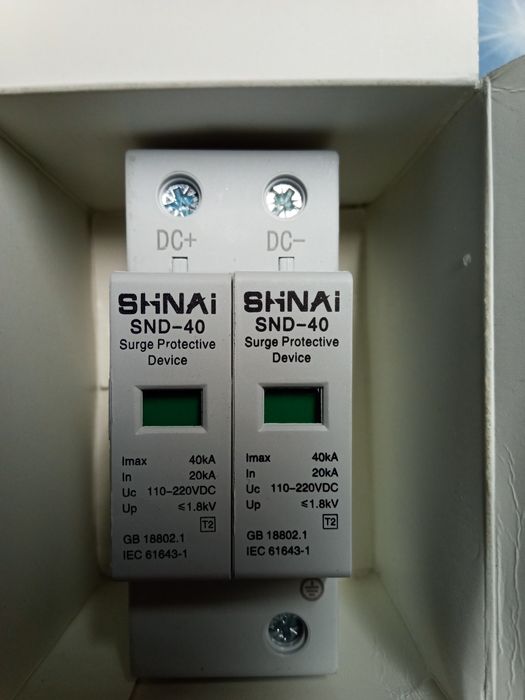 DC+ DC-
SHNAi
SND-40
Surge Protective
Device
Imax 40kA
In 20kA
Uc 110-220VDC
Up ≤1.8kV
T2
GB 18802.1
IEC 61643-1
SHNAi
SND-40
Surge Protective
Device
Imax 40kA
In 20kA
Uc 110-220VDC
Up ≤1.8kV
T2
GB 18802.1
IEC 61643-1